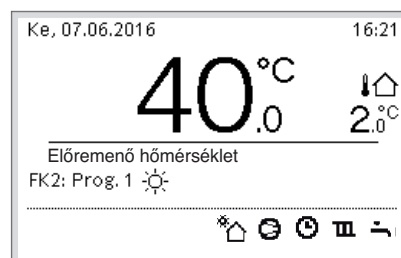 Ke, 07.06.2016 16:21
40.0 °C
2.0 °C
Előremenő hőmérséklet
FK2: Prog. 1